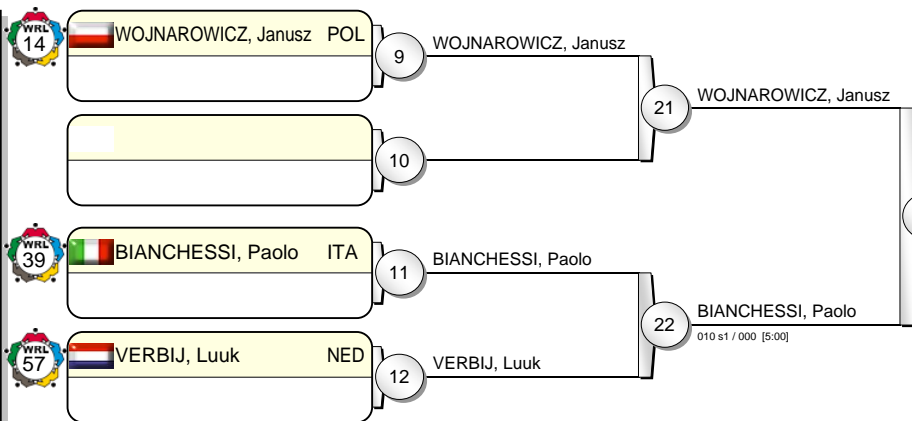 WRL
14
WOJNAROWICZ, Janusz POL
9
WOJNAROWICZ, Janusz
21
WOJNAROWICZ, Janusz
10
WRL
39
BIANCHESSI, Paolo ITA
11
BIANCHESSI, Paolo
22
BIANCHESSI, Paolo
010 s1 / 000 [5:00]
WRL
57
VERBIJ, Luuk NED
12
VERBIJ, Luuk